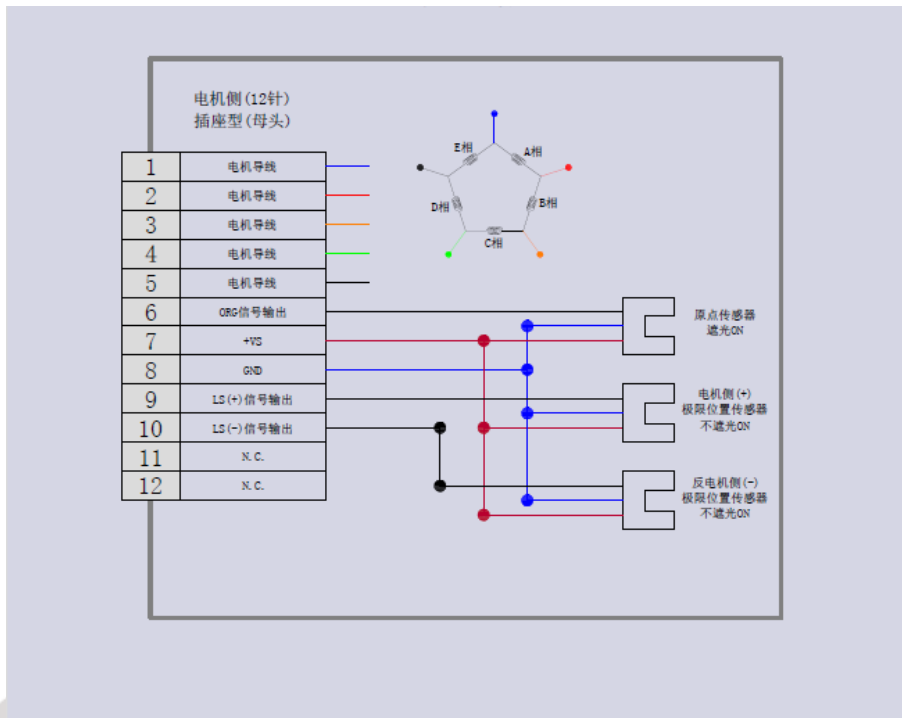 电机侧(12针)
插座型(母头)
1 电机导线
2 电机导线
3 电机导线
4 电机导线
5 电机导线
6 ORG信号输出
7 +VS
8 GND
9 LS(+)信号输出
10 LS(-)信号输出
11 N.C.
12 N.C.
E相
A相
D相
B相
C相
原点传感器
遮光ON
电机侧(+)
极限位置传感器
不遮光ON
反电机侧(-)
极限位置传感器
不遮光ON